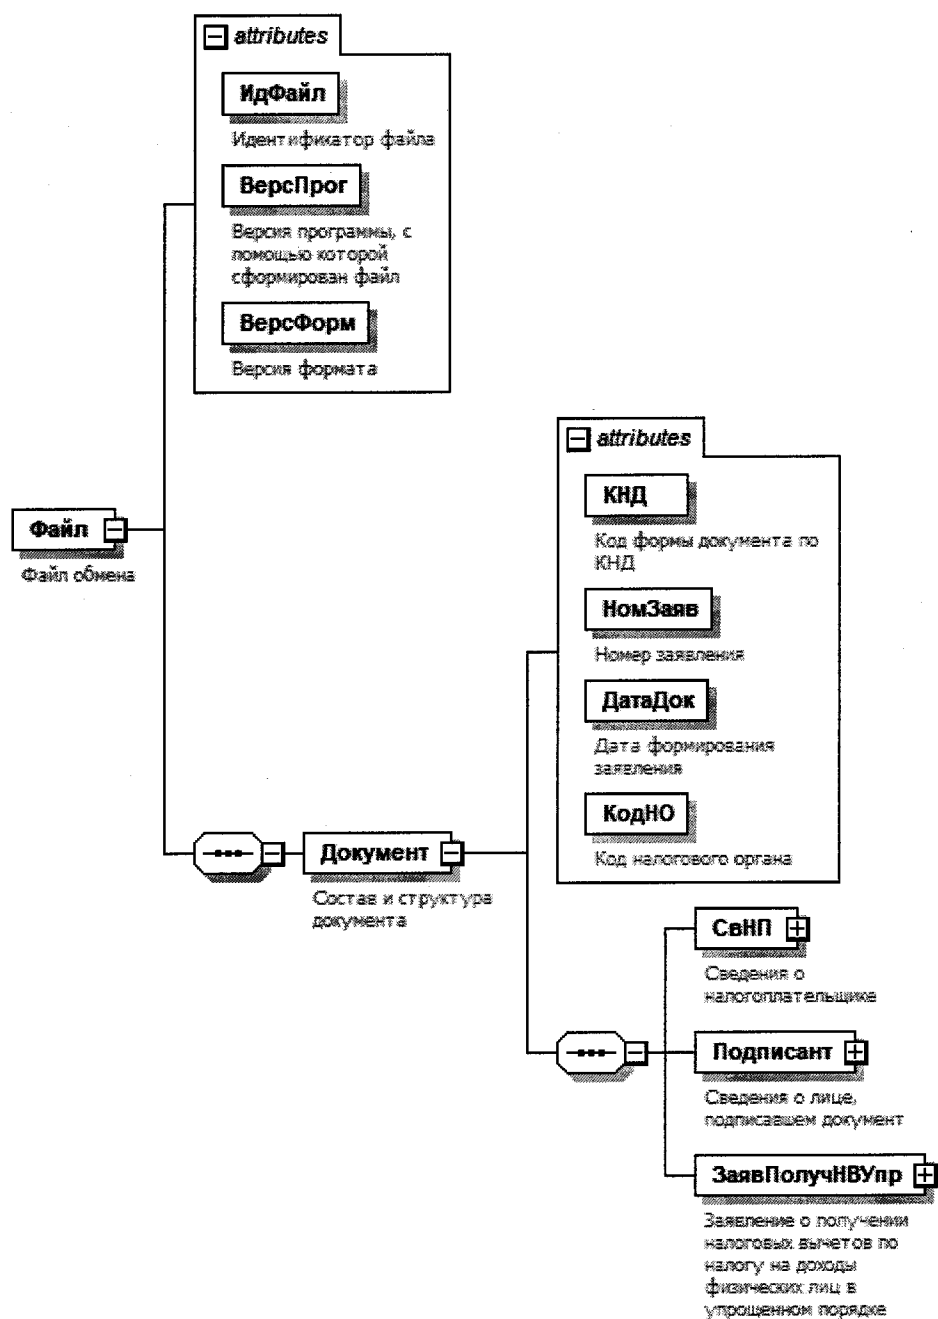 attributes
ИдФайл
Идентификатор файла
ВерсПрог
Версия программы, с
помощью которой
сформирован файл
ВерсФорм
Версия формата
Файл
Файл обмена
attributes
КНД
Код формы документа по
КНД
НомЗаяв
Номер заявления
ДатаДок
Дата формирования
заявления
КодНО
Код налогового органа
Документ
Состав и структура
документа
СвНП
Сведения о
налогоплательщике
Подписант
Сведения о лице,
подписавшем документ
ЗаявПолучНВУпр
Заявление о получении
налоговых вычетов по
налогу на доходы
физических лиц в
упрощенном порядке